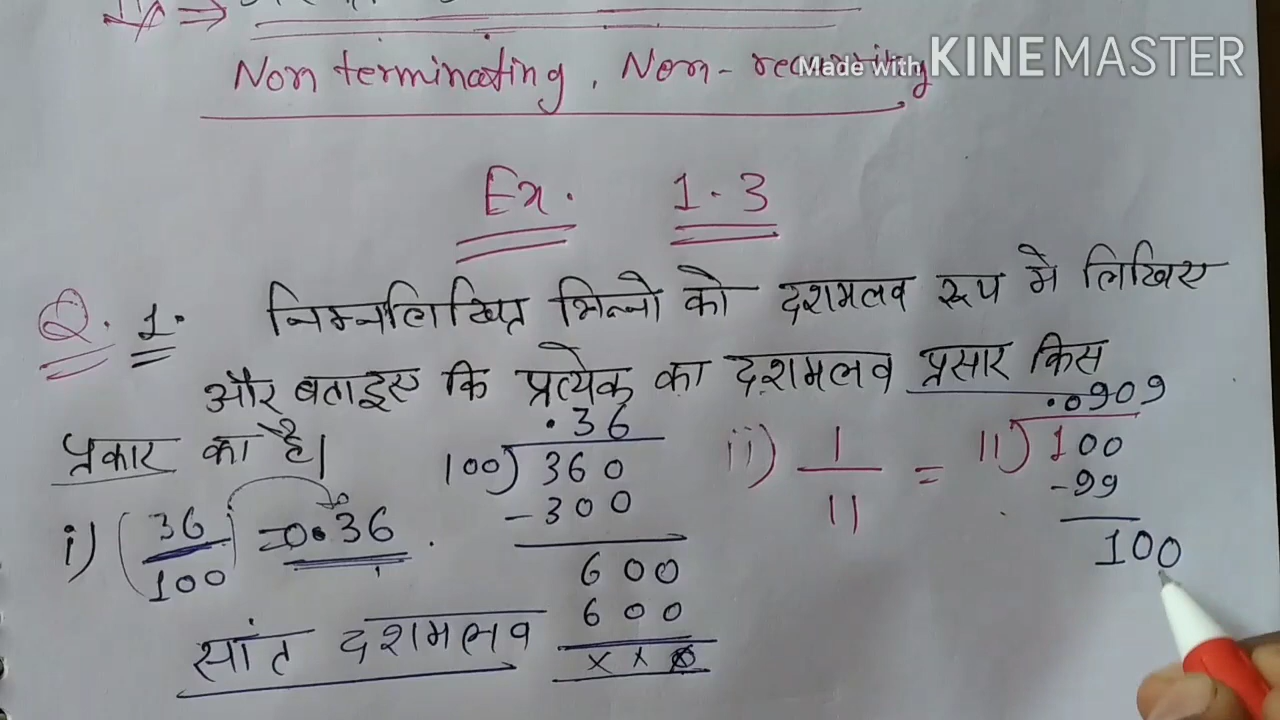 Non terminating, Non-recurring
Made with KINEMASTER
Ex. 1.3
Q.1. निम्नलिखित भिन्नो को दशमलव रूप मे लिखिए
और बताइए कि प्रत्येक का दशमलव प्रसार किस
प्रकार का है।
i) (36/100) = 0.36.
.36
100) 360
-300
600
600
× × 0
सांत दशमलव
ii) 1/11 =
.0909
11) 100
-99
100